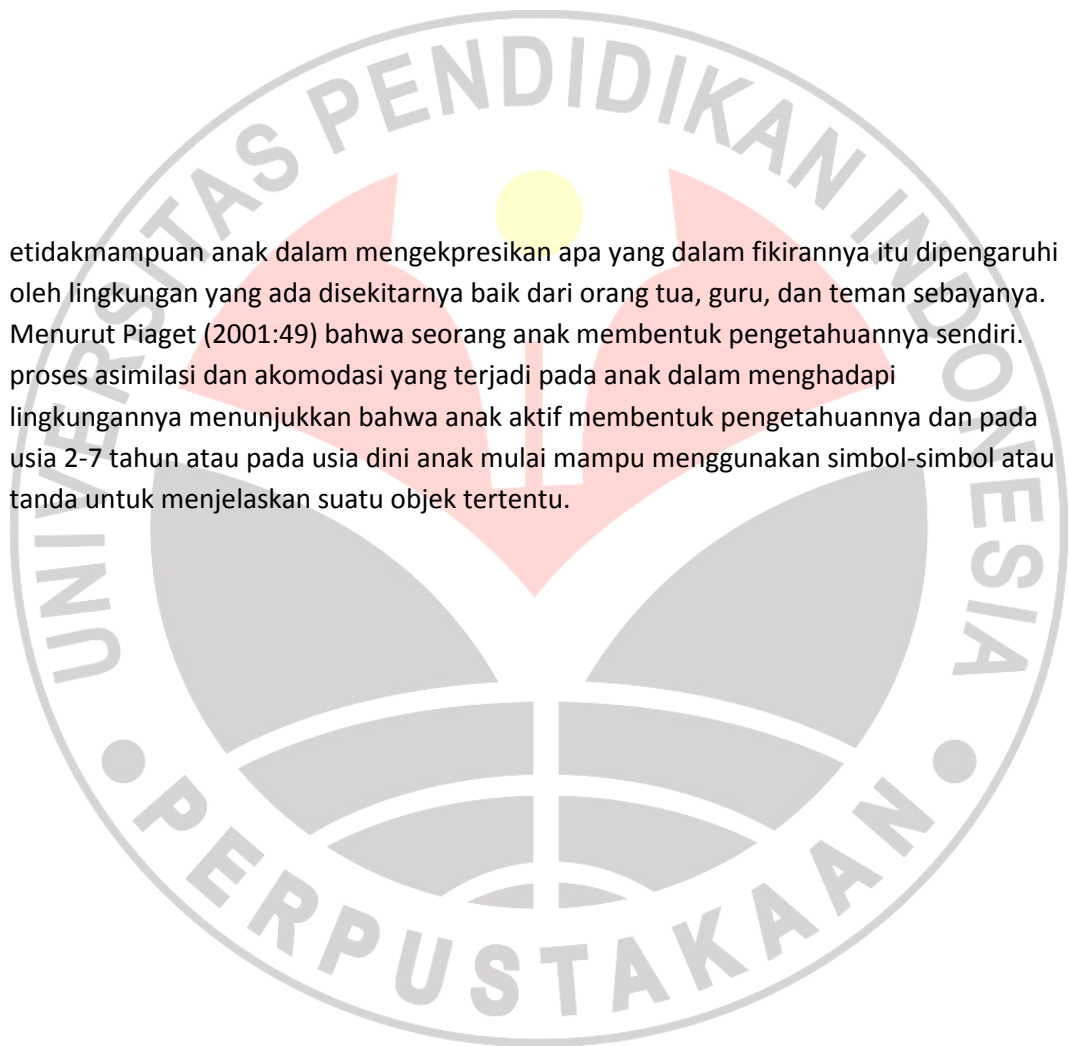 UNIVERSITAS PENDIDIKAN INDONESIA
etidakmampuan anak dalam mengekpresikan apa yang dalam fikirannya itu dipengaruhi
oleh lingkungan yang ada disekitarnya baik dari orang tua, guru, dan teman sebayanya.
Menurut Piaget (2001:49) bahwa seorang anak membentuk pengetahuannya sendiri.
proses asimilasi dan akomodasi yang terjadi pada anak dalam menghadapi
lingkungannya menunjukkan bahwa anak aktif membentuk pengetahuannya dan pada
usia 2-7 tahun atau pada usia dini anak mulai mampu menggunakan simbol-simbol atau
tanda untuk menjelaskan suatu objek tertentu.
PERPUSTAKAAN